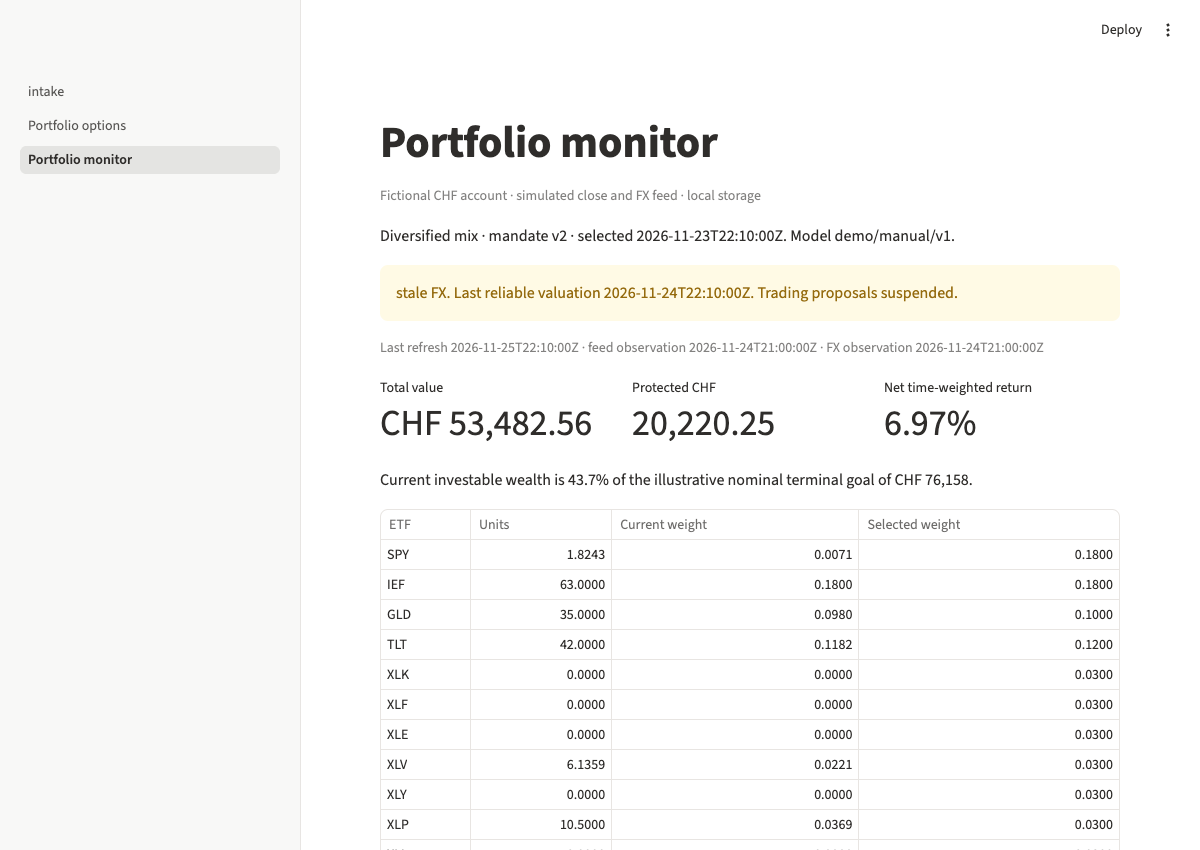 Deploy
intake
Portfolio options
Portfolio monitor
Portfolio monitor
Fictional CHF account · simulated close and FX feed · local storage
Diversified mix · mandate v2 · selected 2026-11-23T22:10:00Z. Model demo/manual/v1.
stale FX. Last reliable valuation 2026-11-24T22:10:00Z. Trading proposals suspended.
Last refresh 2026-11-25T22:10:00Z · feed observation 2026-11-24T21:00:00Z · FX observation 2026-11-24T21:00:00Z
Total value Protected CHF Net time-weighted return
CHF 53,482.56 20,220.25 6.97%
Current investable wealth is 43.7% of the illustrative nominal terminal goal of CHF 76,158.
ETF Units Current weight Selected weight
SPY 1.8243 0.0071 0.1800
IEF 63.0000 0.1800 0.1800
GLD 35.0000 0.0980 0.1000
TLT 42.0000 0.1182 0.1200
XLK 0.0000 0.0000 0.0300
XLF 0.0000 0.0000 0.0300
XLE 0.0000 0.0000 0.0300
XLV 6.1359 0.0221 0.0300
XLY 0.0000 0.0000 0.0300
XLP 10.5000 0.0369 0.0300